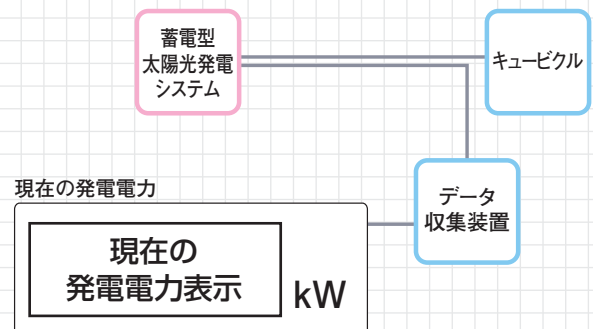 蓄電型
太陽光発電
システム
キュービクル
データ
収集装置
現在の発電電力
現在の
発電電力表示
kW